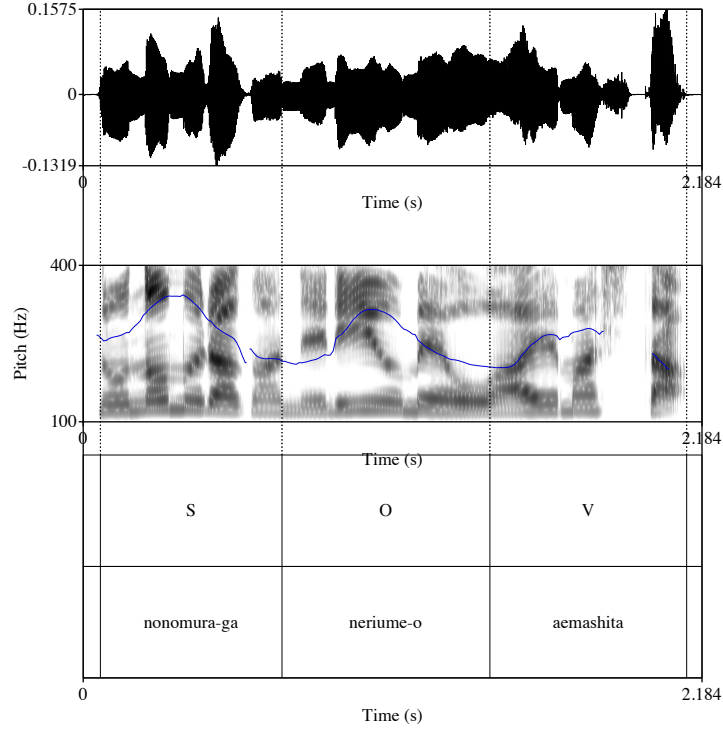 0.1575
0
-0.1319
0 2.184
Time (s)
400
Pitch (Hz)
100
0 2.184
Time (s)
S O V
nonomura-ga neriume-o aemashita
0 2.184
Time (s)